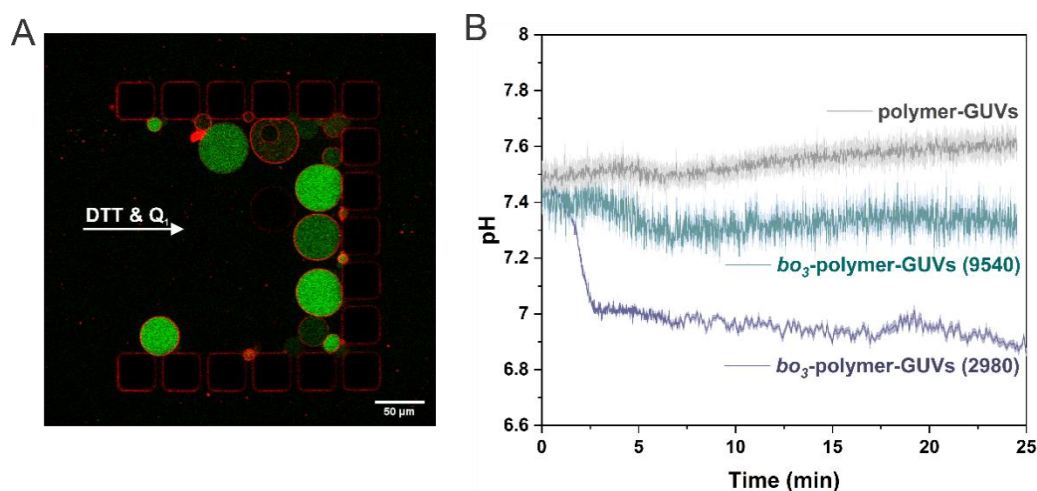 A
DTT & Q₁
50 µm
B
8
7.8
7.6
7.4
7.2
7
6.8
6.6
pH
polymer-GUVs
bo₃-polymer-GUVs (9540)
bo₃-polymer-GUVs (2980)
0
5
10
15
20
25
Time (min)